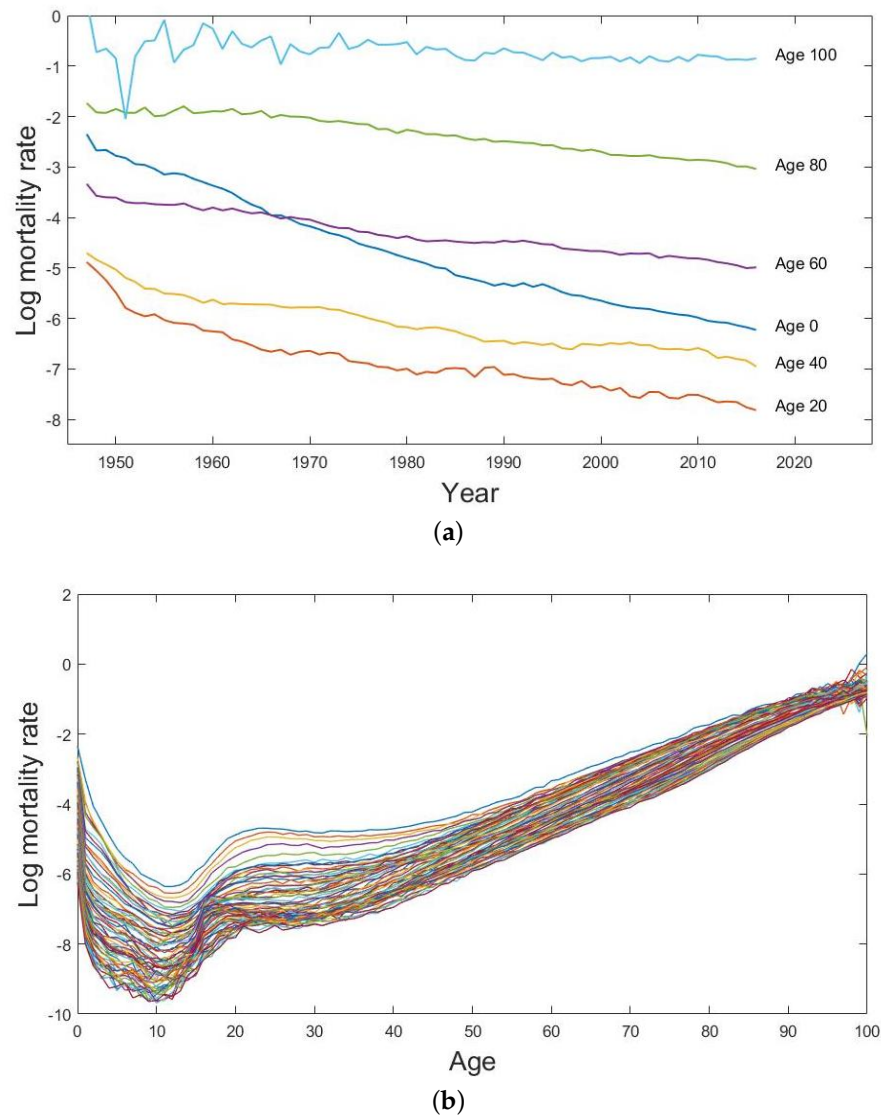 0
-1
-2
-3
-4
-5
-6
-7
-8
Log mortality rate
Age 100
Age 80
Age 60
Age 0
Age 40
Age 20
1950 1960 1970 1980 1990 2000 2010 2020
Year
(a)
2
0
-2
-4
-6
-8
-10
Log mortality rate
0 10 20 30 40 50 60 70 80 90 100
Age
(b)